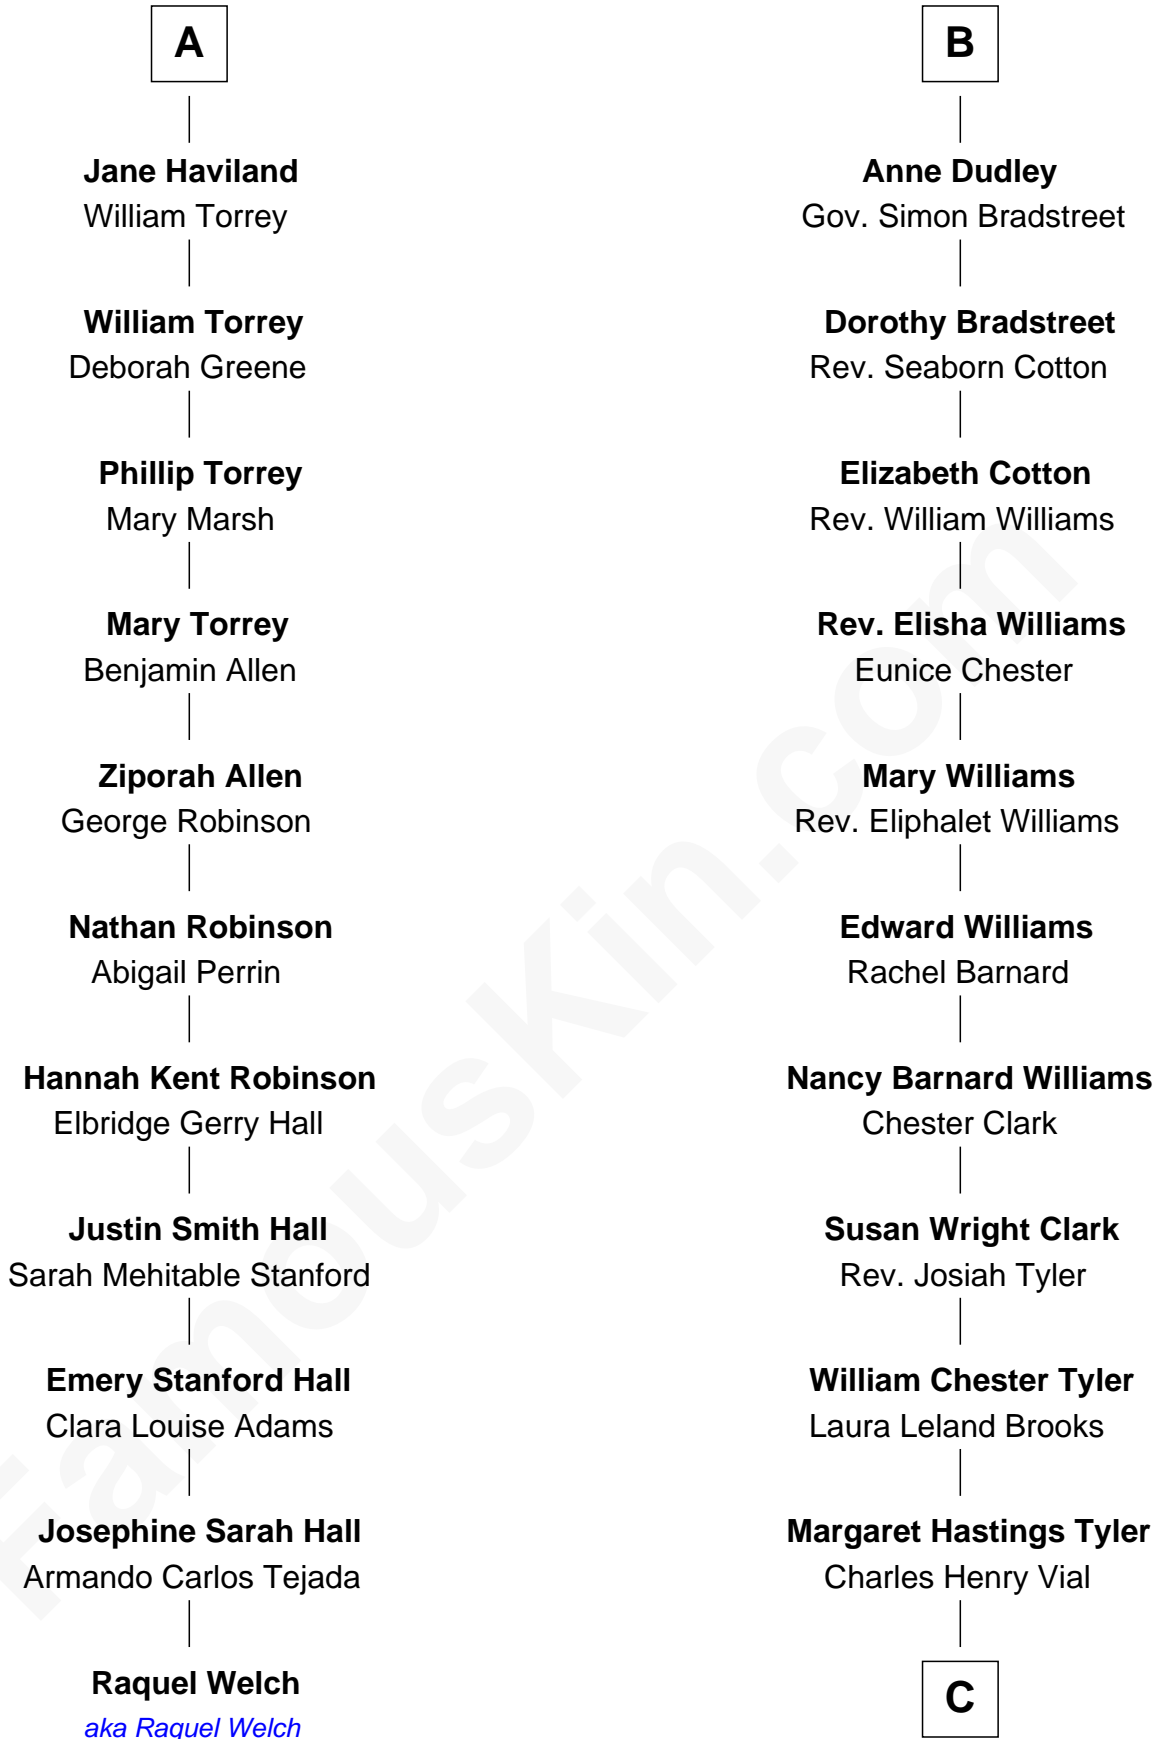 A
Jane Haviland
William Torrey
William Torrey
Deborah Greene
Phillip Torrey
Mary Marsh
Mary Torrey
Benjamin Allen
Ziporah Allen
George Robinson
Nathan Robinson
Abigail Perrin
Hannah Kent Robinson
Elbridge Gerry Hall
Justin Smith Hall
Sarah Mehitable Stanford
Emery Stanford Hall
Clara Louise Adams
Josephine Sarah Hall
Armando Carlos Tejada
Raquel Welch
aka Raquel Welch
B
Anne Dudley
Gov. Simon Bradstreet
Dorothy Bradstreet
Rev. Seaborn Cotton
Elizabeth Cotton
Rev. William Williams
Rev. Elisha Williams
Eunice Chester
Mary Williams
Rev. Eliphalet Williams
Edward Williams
Rachel Barnard
Nancy Barnard Williams
Chester Clark
Susan Wright Clark
Rev. Josiah Tyler
William Chester Tyler
Laura Leland Brooks
Margaret Hastings Tyler
Charles Henry Vial
C
FamousKin.com